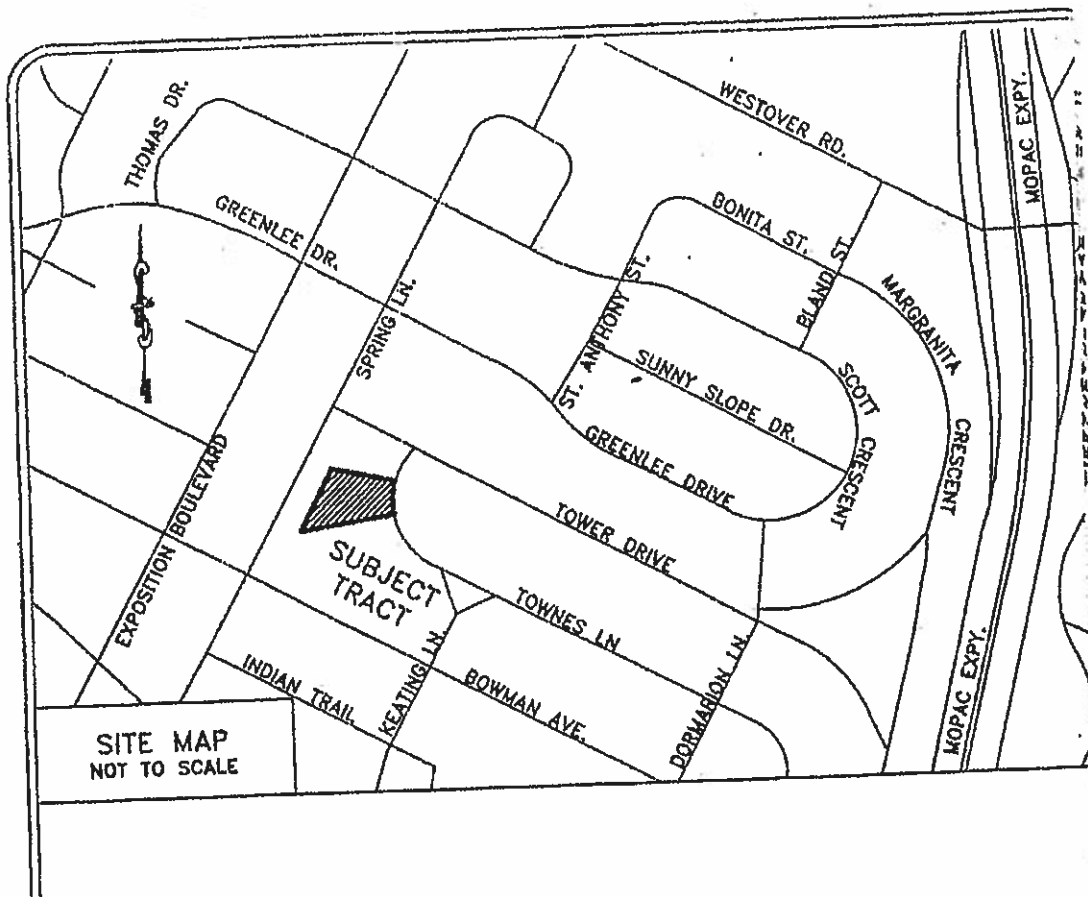 THOMAS DR.
WESTOVER RD.
MOPAC EXPY.
GREENLEE DR.
BONITA ST.
BLAND ST.
SPRING LN.
ST. ANTHONY ST.
MARGRANITA
CRESCENT
SUNNY SLOPE DR.
SCOTT
CRESCENT
GREENLEE DRIVE
EXPOSITION BOULEVARD
TOWER DRIVE
SUBJECT
TRACT
TOWNES LN
KEATING LN.
INDIAN TRAIL
BOWMAN AVE.
DORMARION LN.
MOPAC EXPY.
SITE MAP
NOT TO SCALE